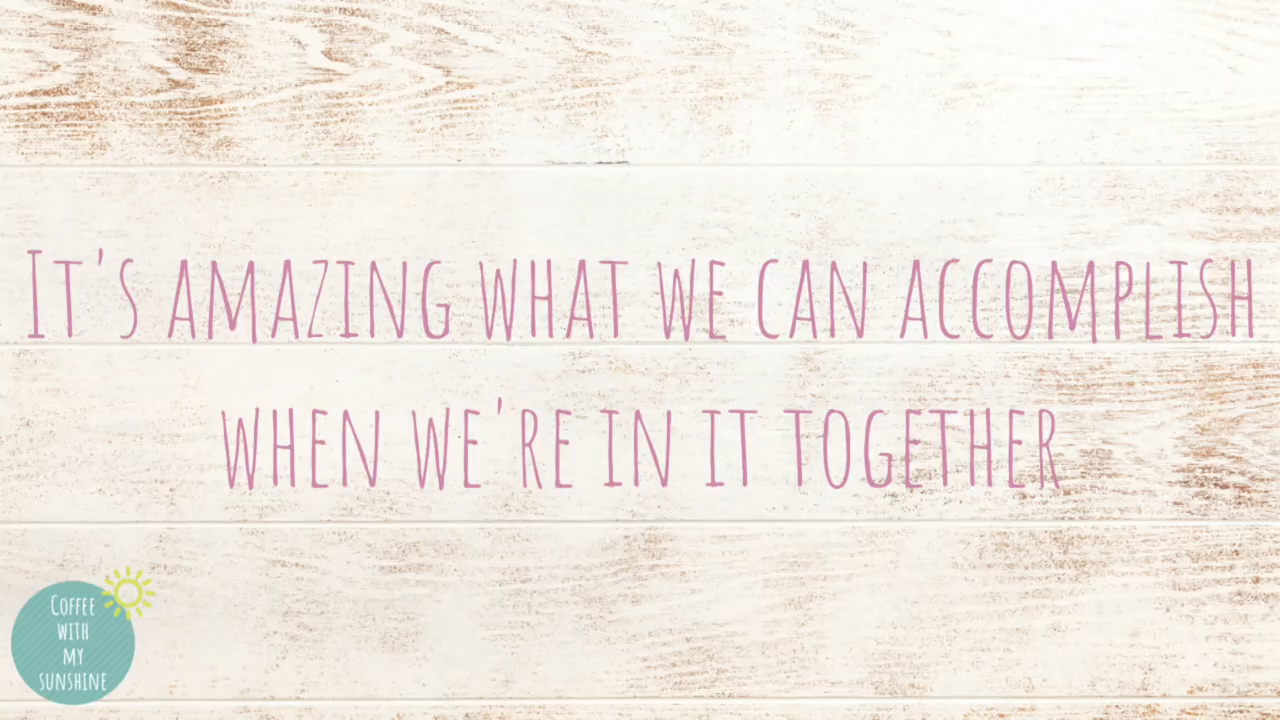 It's amazing what we can accomplish
when we're in it together
Coffee
with
my
sunshine